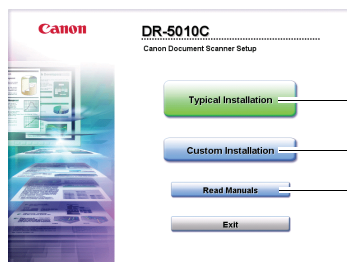 Canon
DR-5010C
Canon Document Scanner Setup
Typical Installation
Custom Installation
Read Manuals
Exit